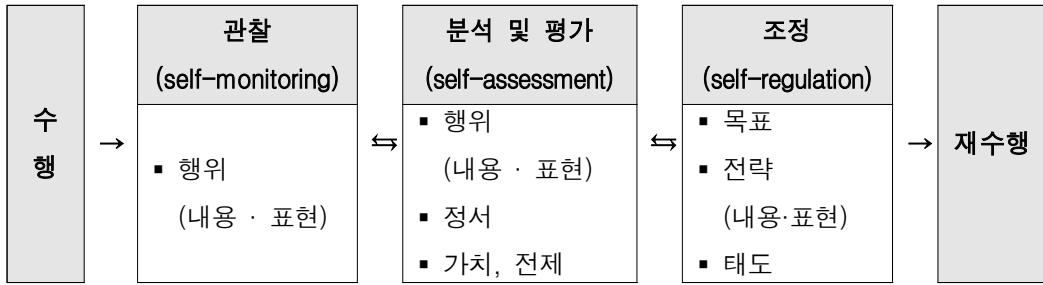 수
행
→
관찰
(self-monitoring)
▪ 행위
(내용 · 표현)
⇆
분석 및 평가
(self-assessment)
▪ 행위
(내용 · 표현)
▪ 정서
▪ 가치, 전제
⇆
조정
(self-regulation)
▪ 목표
▪ 전략
(내용·표현)
▪ 태도
→
재수행